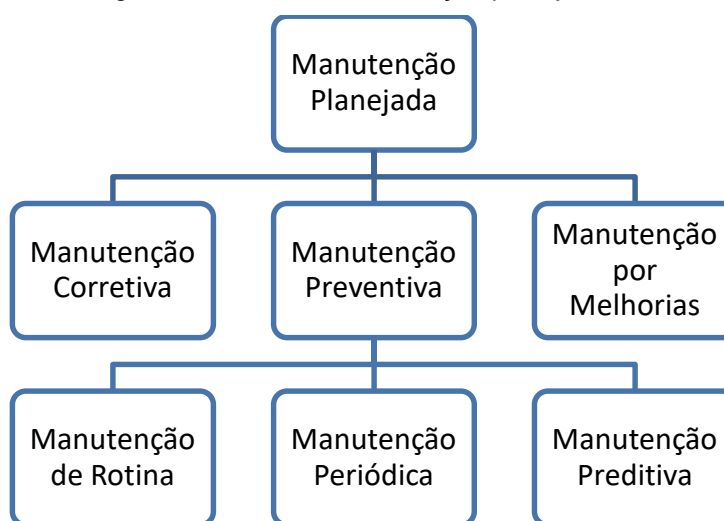 Manutenção
Planejada
Manutenção
Corretiva
Manutenção
Preventiva
Manutenção
por
Melhorias
Manutenção
de Rotina
Manutenção
Periódica
Manutenção
Preditiva